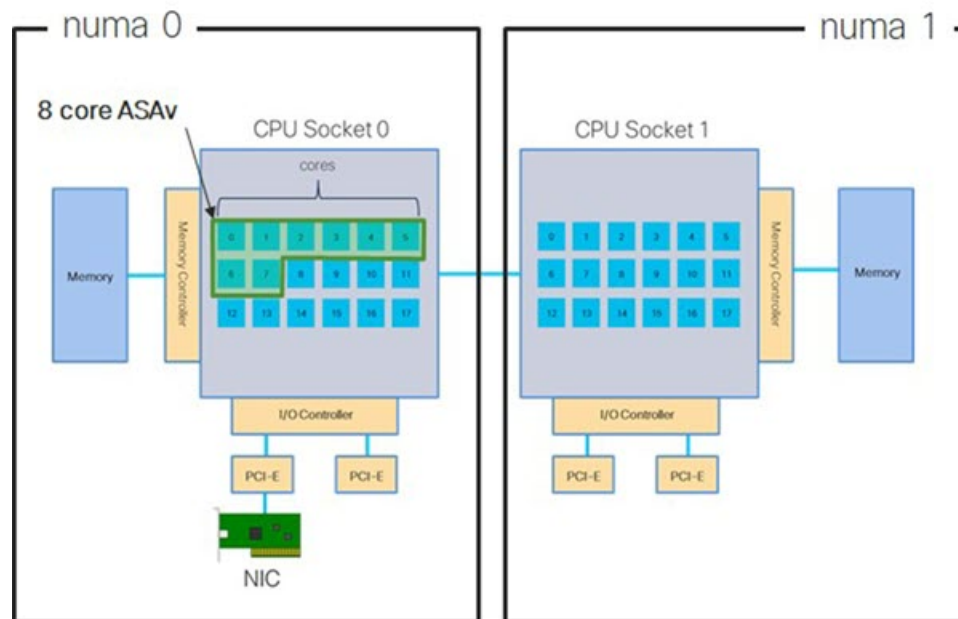 numa 0
numa 1
8 core ASAv
CPU Socket 0
CPU Socket 1
cores
Memory
Memory Controller
0 1 2 3 4 5
6 7 8 9 10 11
12 13 14 15 16 17
0 1 2 3 4 5
6 7 8 9 10 11
12 13 14 15 16 17
Memory Controller
Memory
I/O Controller
I/O Controller
PCI-E
PCI-E
PCI-E
PCI-E
NIC